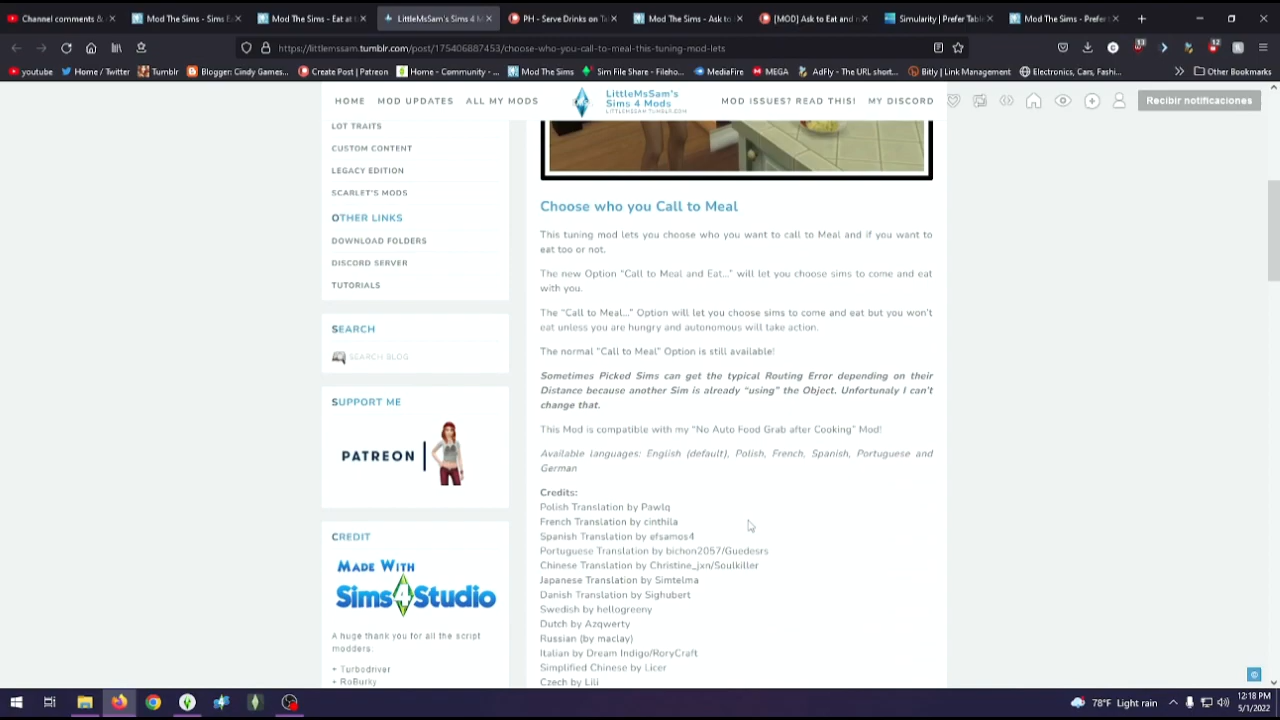 Channel comments &
Mod The Sims - Sims E
Mod The Sims - Eat at
LittleMsSam's Sims 4 M
PH - Serve Drinks on T
Mod The Sims - Ask to
[MOD] Ask to Eat and
Simularity | Prefer Table
Mod The Sims - Prefer
https://littlemssam.tumblr.com/post/175406887453/choose-who-you-call-to-meal-this-tuning-mod-lets
youtube
Home / Twitter
Tumblr
Blogger: Cindy Games...
Create Post | Patreon
Home - Community -...
Mod The Sims
Sim File Share - Fileho...
MediaFire
MEGA
AdFly - The URL short...
Bitly | Link Management
Electronics, Cars, Fashi...
Other Bookmarks
HOME
MOD UPDATES
ALL MY MODS
LittleMsSam's
Sims 4 Mods
LITTLEMSSAM.TUMBLR.COM
MOD ISSUES? READ THIS!
MY DISCORD
Recibir notificaciones
LOT TRAITS
CUSTOM CONTENT
LEGACY EDITION
SCARLET'S MODS
OTHER LINKS
DOWNLOAD FOLDERS
DISCORD SERVER
TUTORIALS
SEARCH
SEARCH BLOG
SUPPORT ME
PATREON
CREDIT
MADE WITH
Sims4Studio
A huge thank you for all the script
modders.
+ Turbodriver
+ RoBurky
Choose who you Call to Meal
This tuning mod lets you choose who you want to call to Meal and if you want to
eat too or not.
The new Option "Call to Meal and Eat..." will let you choose sims to come and eat
with you.
The "Call to Meal..." Option will let you choose sims to come and eat but you won't
eat unless you are hungry and autonomous will take action.
The normal "Call to Meal" Option is still available!
Sometimes Picked Sims can get the typical Routing Error depending on their
Distance because another Sim is already "using" the Object. Unfortunaly I can't
change that.
This Mod is compatible with my "No Auto Food Grab after Cooking" Mod!
Available languages: English (default), Polish, French, Spanish, Portuguese and
German
Credits:
Polish Translation by Pawlq
French Translation by cinthila
Spanish Translation by efsamos4
Portuguese Translation by bichon2057/Guedesrs
Chinese Translation by Christine_jxn/Soulkiller
Japanese Translation by Simtelma
Danish Translation by Sighubert
Swedish by hellogreeny
Dutch by Azqwerty
Russian (by maclay)
Italian by Dream Indigo/RoryCraft
Simplified Chinese by Licer
Czech by Lili
78°F Light rain
12:18 PM
5/1/2022